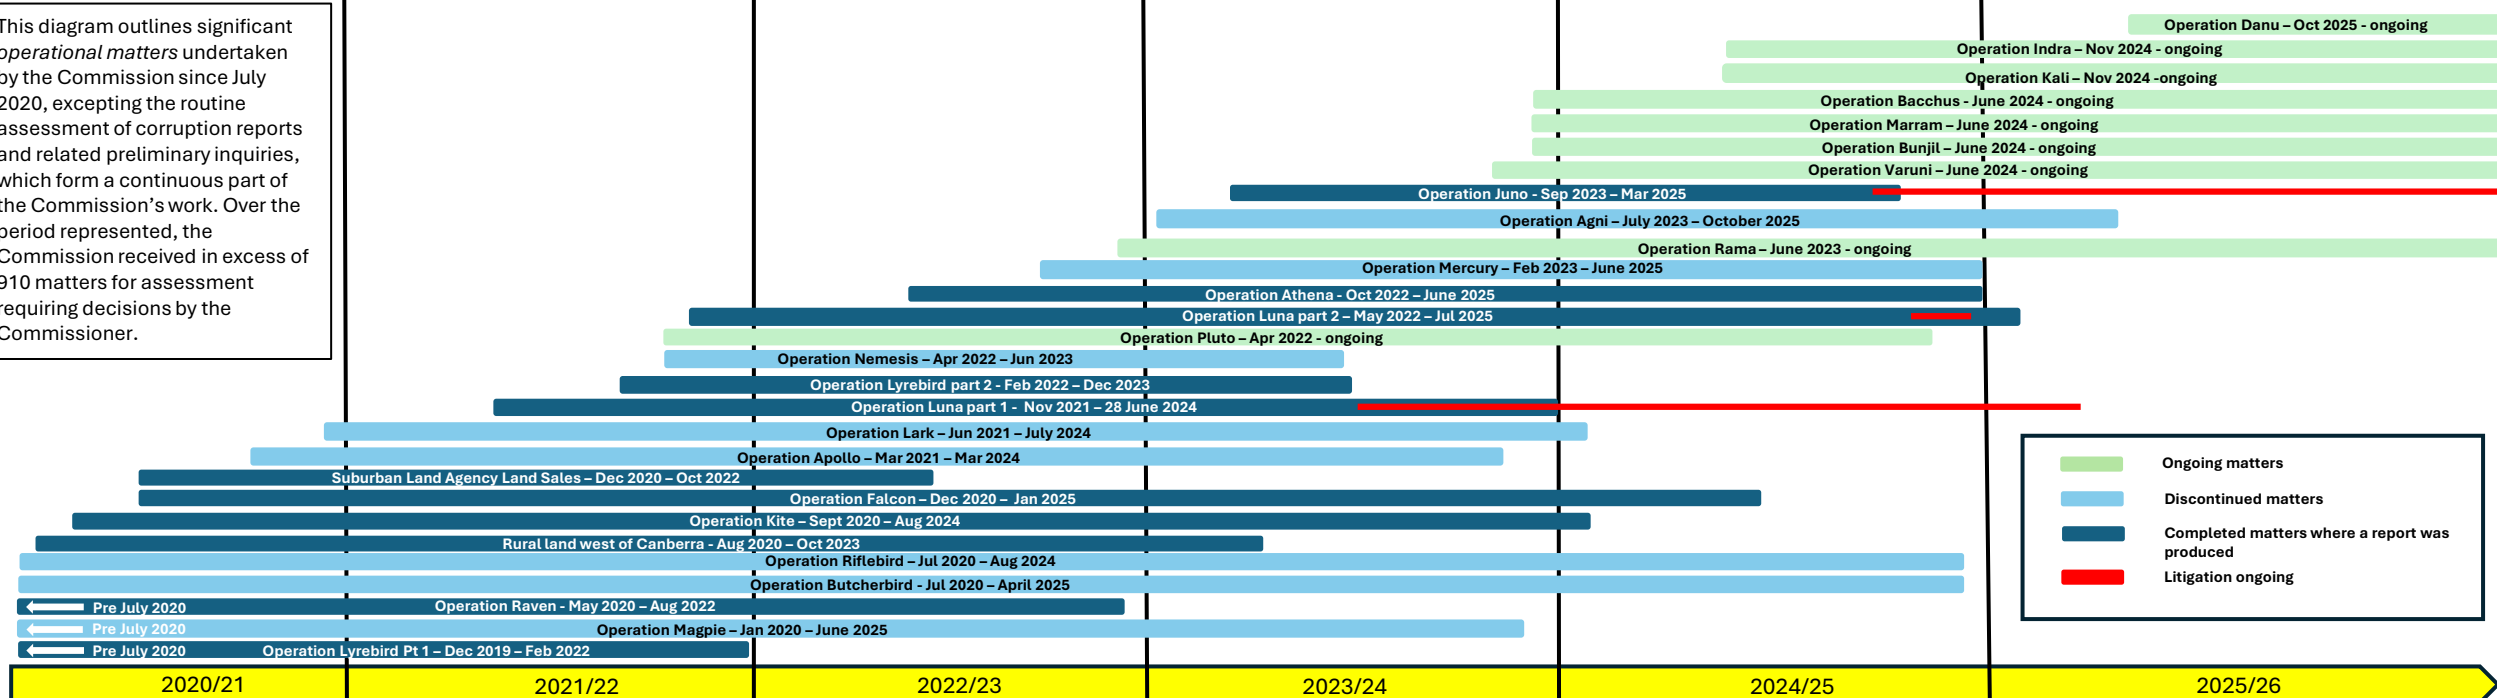 This diagram outlines significant
operational matters undertaken
by the Commission since July
2020, excepting the routine
assessment of corruption reports
and related preliminary inquiries,
which form a continuous part of
the Commission's work. Over the
period represented, the
Commission received in excess of
910 matters for assessment
requiring decisions by the
Commissioner.
Operation Danu – Oct 2025 - ongoing
Operation Indra – Nov 2024 - ongoing
Operation Kali – Nov 2024 -ongoing
Operation Bacchus - June 2024 - ongoing
Operation Marram – June 2024 - ongoing
Operation Bunjil – June 2024 - ongoing
Operation Varuni – June 2024 - ongoing
Operation Juno - Sep 2023 – Mar 2025
Operation Agni – July 2023 – October 2025
Operation Rama – June 2023 - ongoing
Operation Mercury – Feb 2023 – June 2025
Operation Athena - Oct 2022 – June 2025
Operation Luna part 2 – May 2022 – Jul 2025
Operation Pluto – Apr 2022 - ongoing
Operation Nemesis – Apr 2022 – Jun 2023
Operation Lyrebird part 2 - Feb 2022 – Dec 2023
Operation Luna part 1 - Nov 2021 – 28 June 2024
Operation Lark – Jun 2021 – July 2024
Operation Apollo – Mar 2021 – Mar 2024
Suburban Land Agency Land Sales – Dec 2020 – Oct 2022
Operation Falcon – Dec 2020 – Jan 2025
Operation Kite – Sept 2020 – Aug 2024
Rural land west of Canberra - Aug 2020 – Oct 2023
Operation Riflebird – Jul 2020 – Aug 2024
Operation Butcherbird - Jul 2020 – April 2025
Pre July 2020 Operation Raven - May 2020 – Aug 2022
Pre July 2020 Operation Magpie – Jan 2020 – June 2025
Pre July 2020 Operation Lyrebird Pt 1 – Dec 2019 – Feb 2022
Ongoing matters
Discontinued matters
Completed matters where a report was
produced
Litigation ongoing
2020/21 2021/22 2022/23 2023/24 2024/25 2025/26